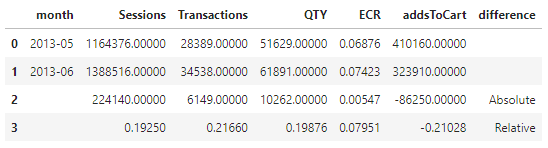 month Sessions Transactions QTY ECR addsToCart difference
0 2013-05 1164376.00000 28389.00000 51629.00000 0.06876 410160.00000
1 2013-06 1388516.00000 34538.00000 61891.00000 0.07423 323910.00000
2 224140.00000 6149.00000 10262.00000 0.00547 -86250.00000 Absolute
3 0.19250 0.21660 0.19876 0.07951 -0.21028 Relative